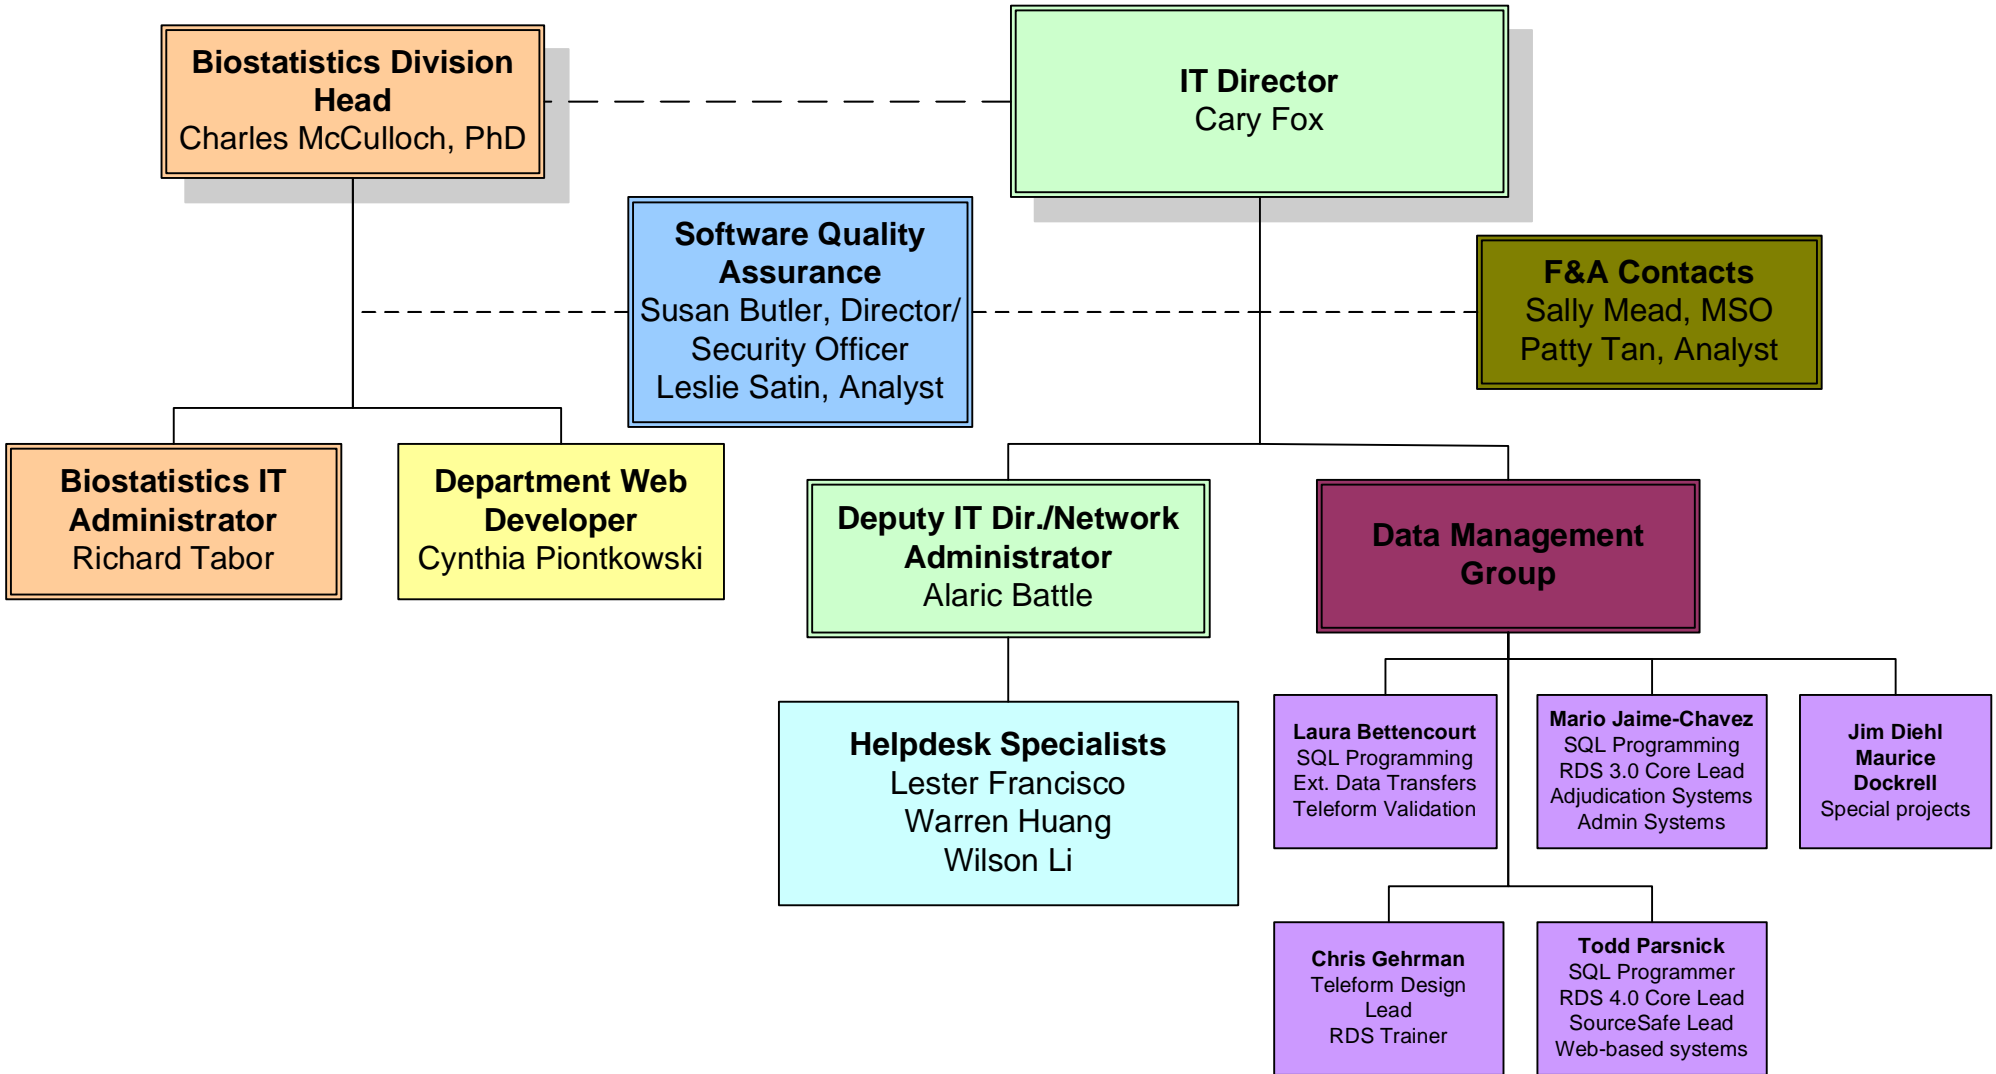 Biostatistics Division
Head
Charles McCulloch, PhD
IT Director
Cary Fox
Software Quality
Assurance
Susan Butler, Director/
Security Officer
Leslie Satin, Analyst
F&A Contacts
Sally Mead, MSO
Patty Tan, Analyst
Biostatistics IT
Administrator
Richard Tabor
Department Web
Developer
Cynthia Piontkowski
Deputy IT Dir./Network
Administrator
Alaric Battle
Data Management
Group
Helpdesk Specialists
Lester Francisco
Warren Huang
Wilson Li
Laura Bettencourt
SQL Programming
Ext. Data Transfers
Teleform Validation
Mario Jaime-Chavez
SQL Programming
RDS 3.0 Core Lead
Adjudication Systems
Admin Systems
Jim Diehl
Maurice
Dockrell
Special projects
Chris Gehrman
Teleform Design
Lead
RDS Trainer
Todd Parsnick
SQL Programmer
RDS 4.0 Core Lead
SourceSafe Lead
Web-based systems